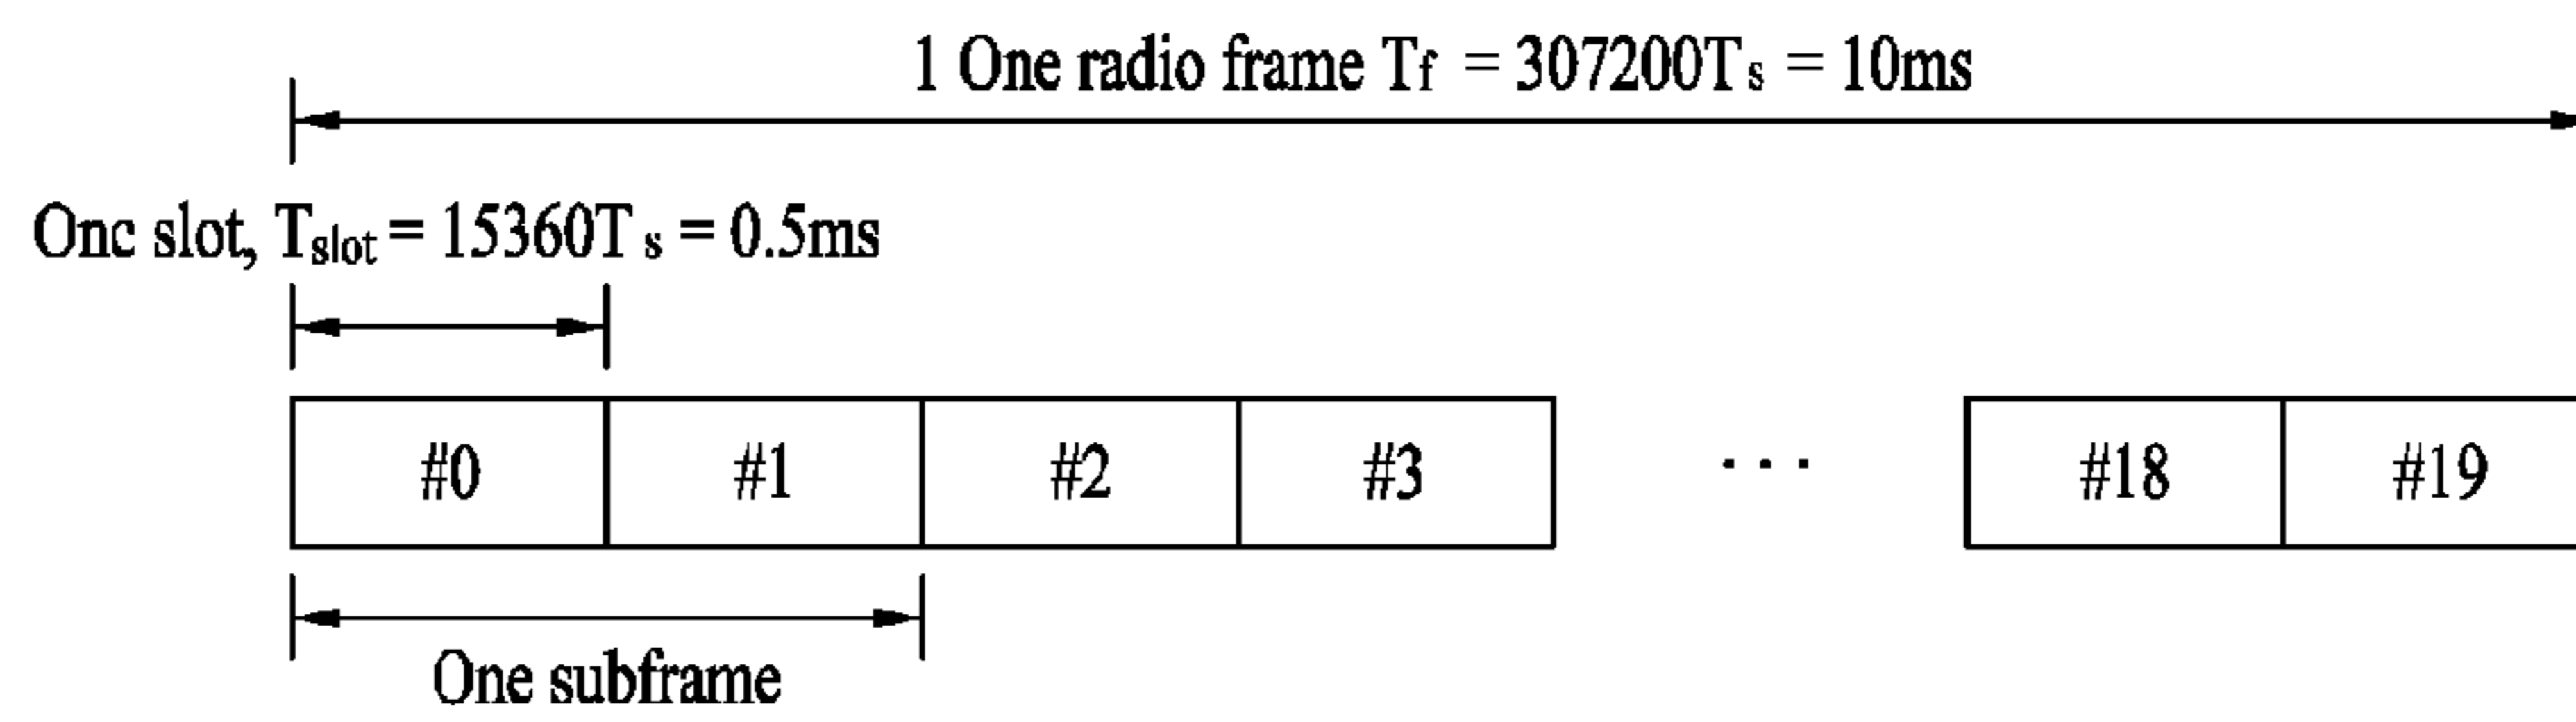 1 One radio frame Tf = 307200Ts = 10ms
Onc slot, Tslot = 15360Ts = 0.5ms
#0 #1 #2 #3 · · · #18 #19
One subframe